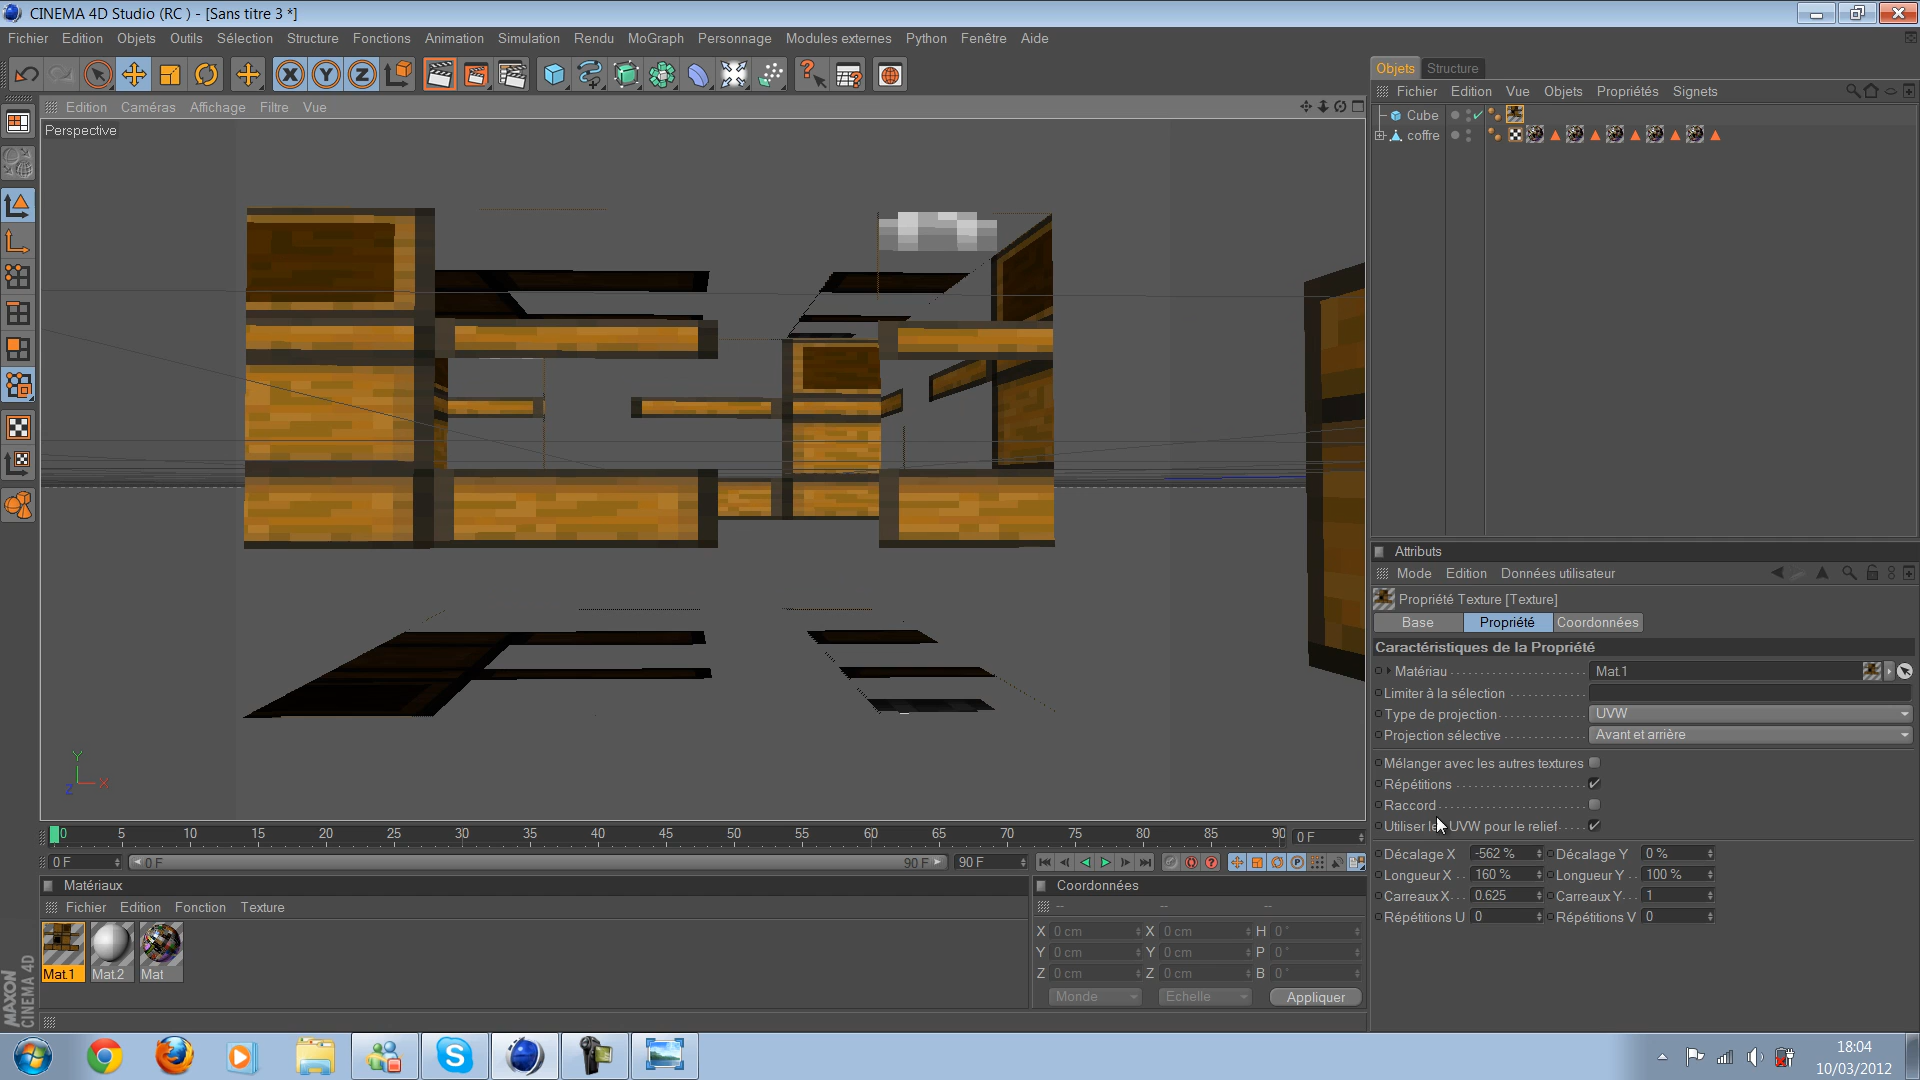 CINEMA 4D Studio (RC ) - [Sans titre 3 *]
Fichier Edition Objets Outils Sélection Structure Fonctions Animation Simulation Rendu MoGraph Personnage Modules externes Python Fenêtre Aide
X Y Z
Edition Caméras Affichage Filtre Vue
Perspective
Y
Z X
0 5 10 15 20 25 30 35 40 45 50 55 60 65 70 75 80 85 90 0 F
0 F 0 F 90 F 90 F
Matériaux
Fichier Edition Fonction Texture
Mat.1 Mat.2 Mat
MAXON
CINEMA 4D
Coordonnées
-- -- --
X 0 cm X 0 cm H 0 °
Y 0 cm Y 0 cm P 0 °
Z 0 cm Z 0 cm B 0 °
Monde Echelle Appliquer
Objets Structure
Fichier Edition Vue Objets Propriétés Signets
Cube
coffre
Attributs
Mode Edition Données utilisateur
Propriété Texture [Texture]
Base Propriété Coordonnées
Caractéristiques de la Propriété
Matériau Mat.1
Limiter à la sélection
Type de projection UVW
Projection sélective Avant et arrière
Mélanger avec les autres textures
Répétitions
Raccord
Utiliser le UVW pour le relief
Décalage X -562 % Décalage Y 0 %
Longueur X 160 % Longueur Y 100 %
Carreaux X 0.625 Carreaux Y 1
Répétitions U 0 Répétitions V 0
18:04
10/03/2012